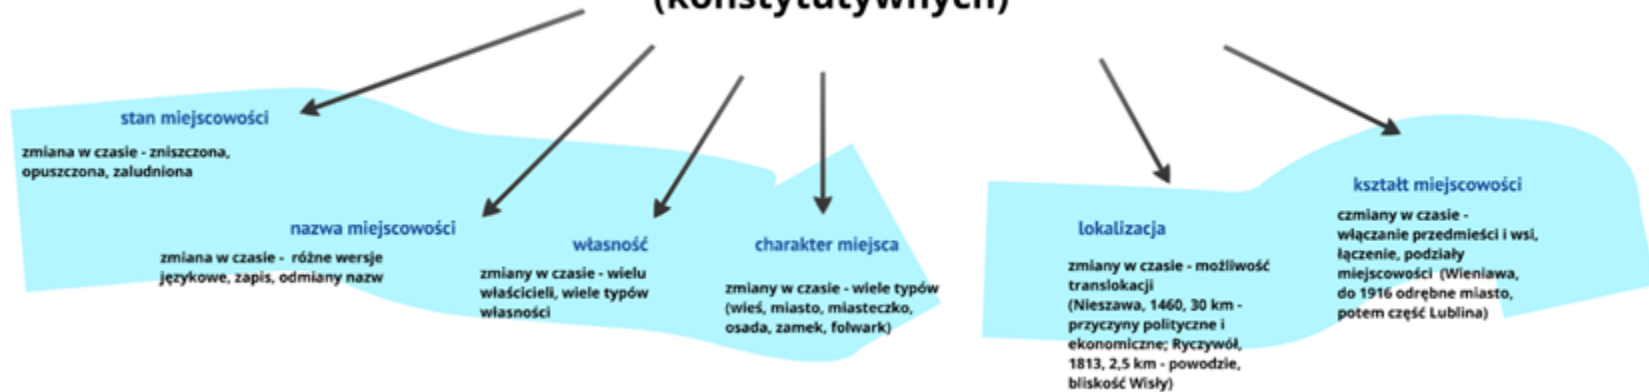 (konstytutywnych)
stan miejscowości
zmiana w czasie - zniszczona,
opuszczona, zaludniona
nazwa miejscowości
zmiana w czasie - różne wersje
językowe, zapis, odmiany nazw
własność
zmiany w czasie - wielu
właścicieli, wiele typów
własności
charakter miejsca
zmiany w czasie - wiele typów
(wieś, miasto, miasteczko,
osada, zamek, folwark)
lokalizacja
zmiany w czasie - możliwość
translokacji
(Nieszawa, 1460, 30 km -
przyczyny polityczne i
ekonomiczne; Ryczywół,
1813, 2,5 km - powodzie,
bliskość Wisły)
kształt miejscowości
czmiany w czasie -
włączanie przedmieści i wsi,
łączenie, podziały
miejscowości (Wieniawa,
do 1916 odrębne miasto,
potem część Lublina)